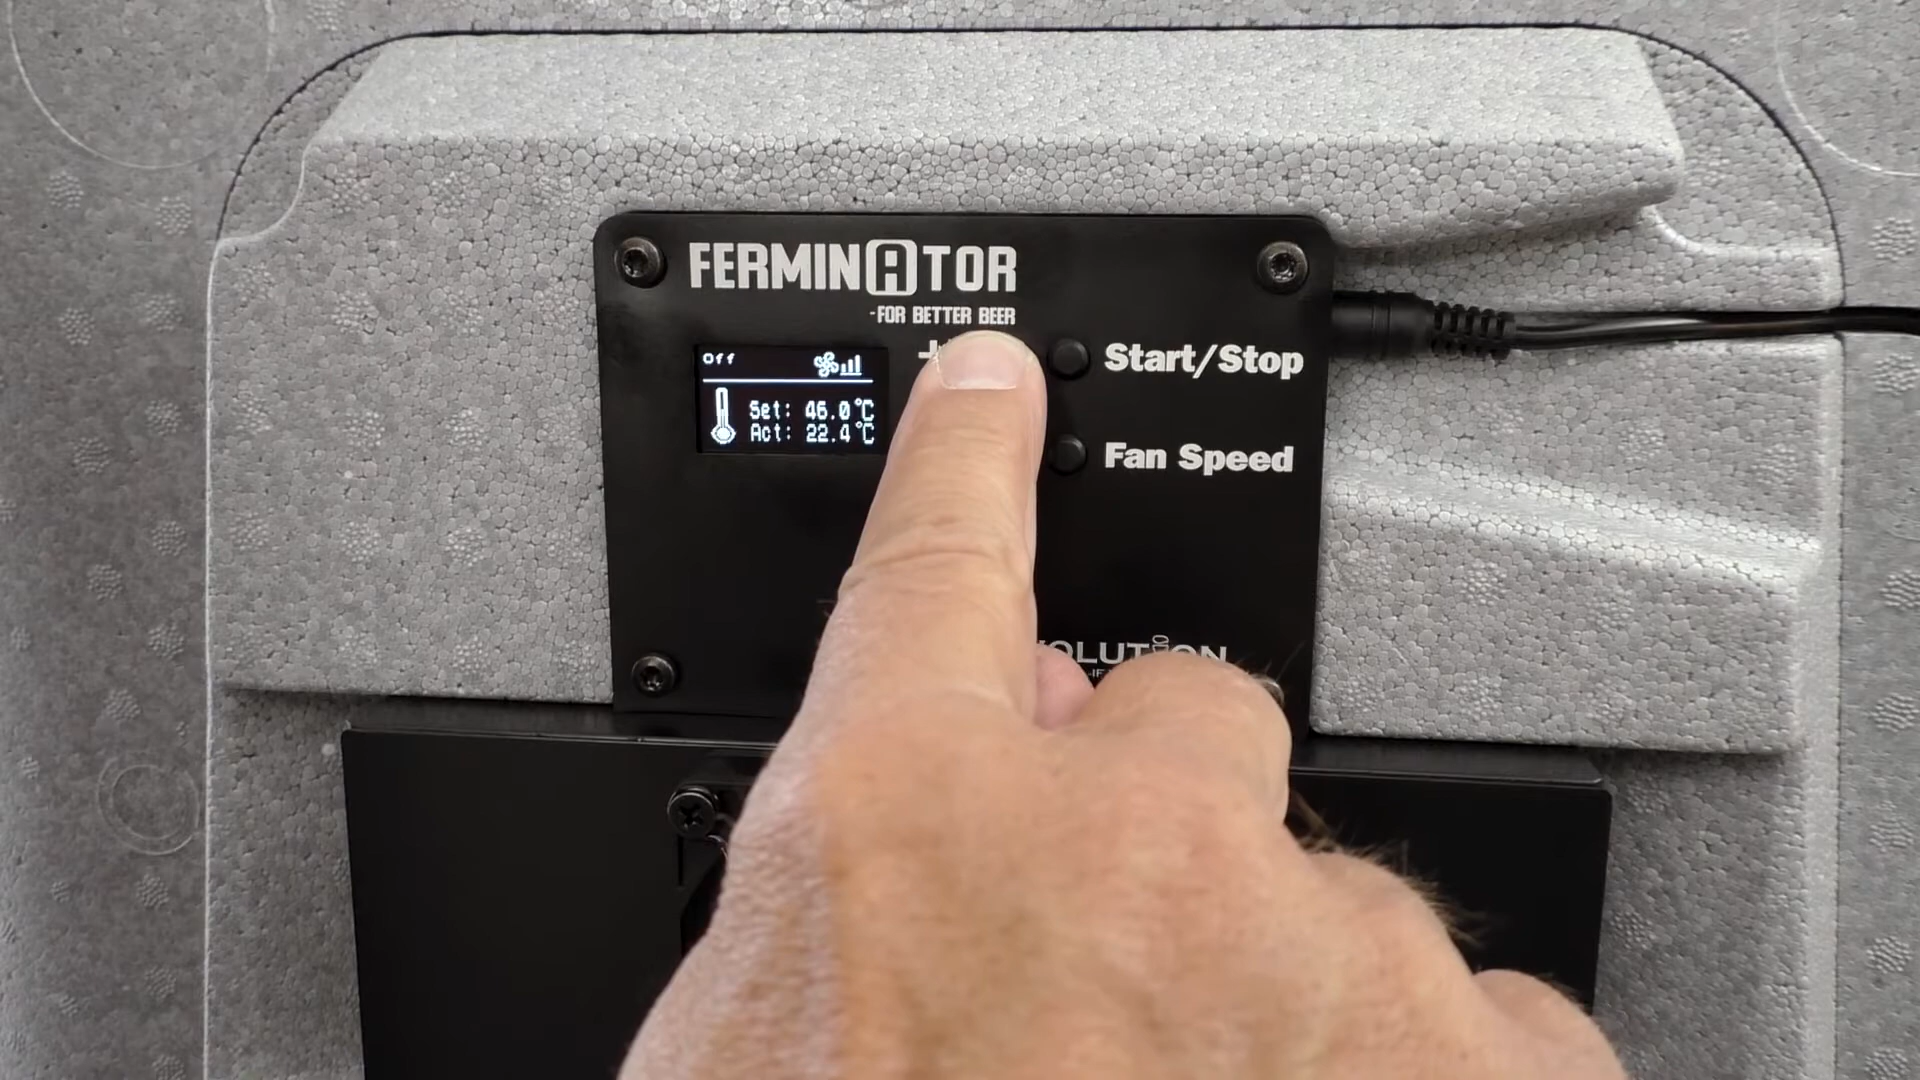 FERMINATOR
-FOR BETTER BEER
Off
Set: 46.0°C
Act: 22.4°C
+
Start/Stop
Fan Speed